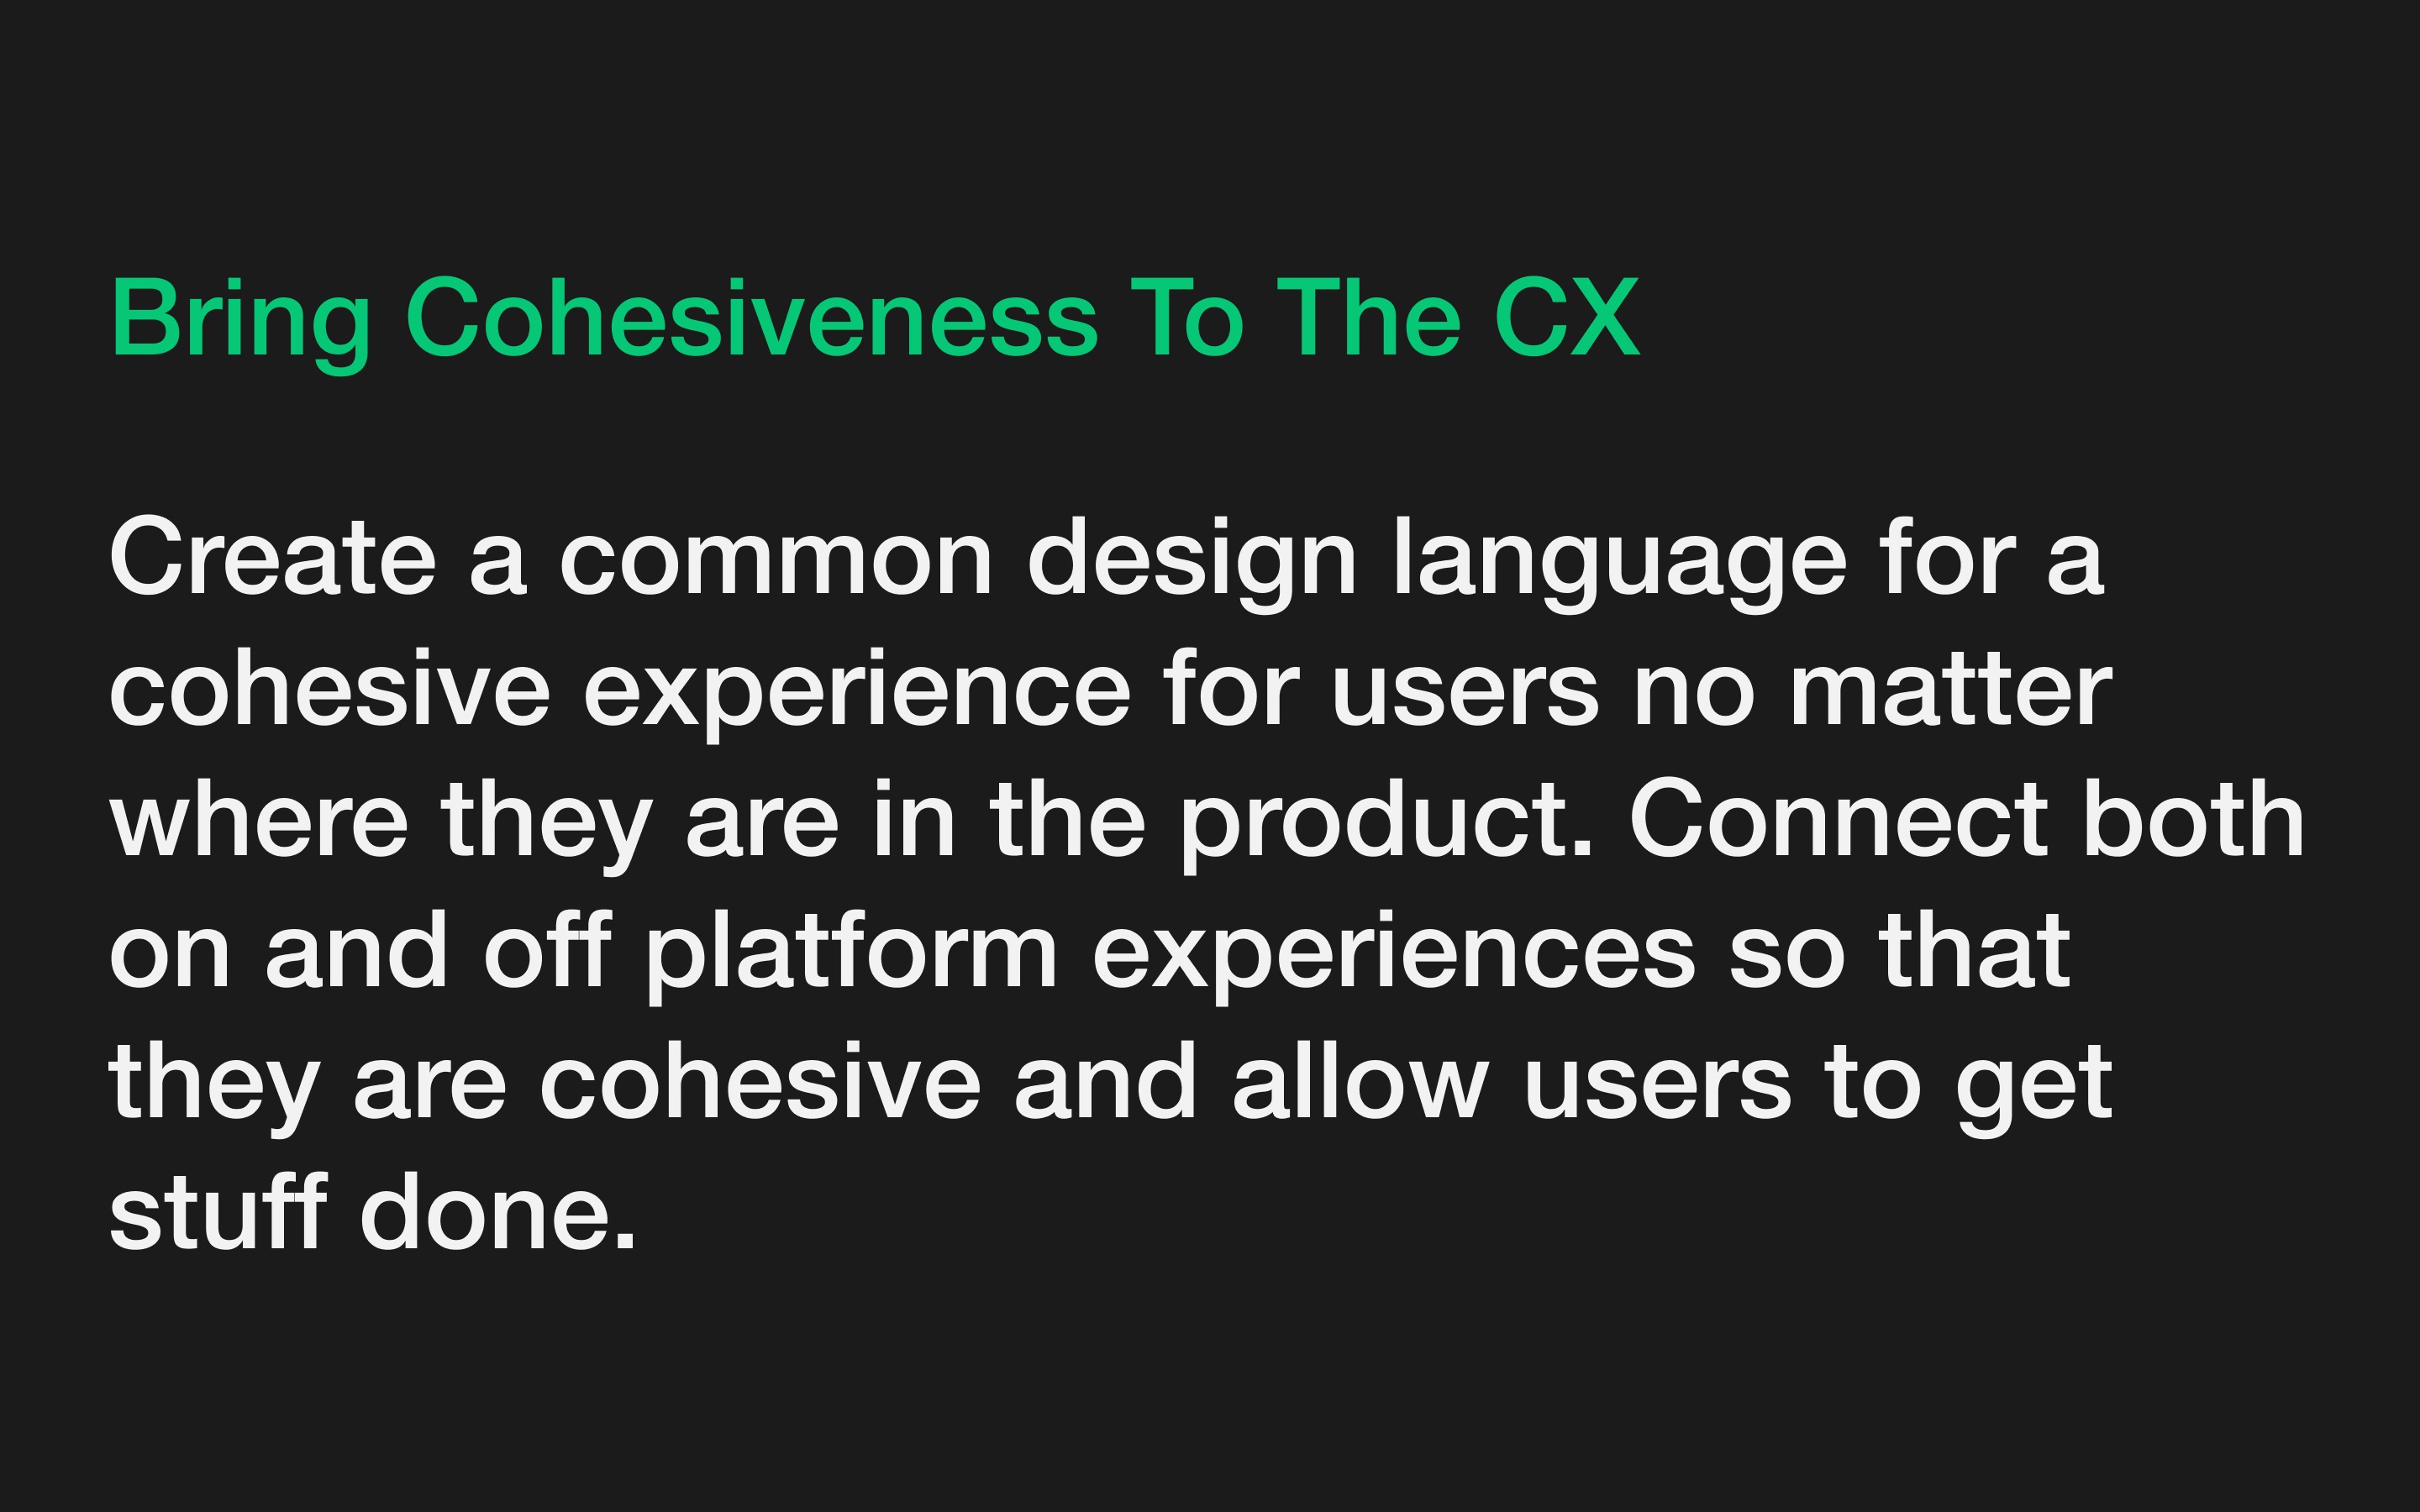 Bring Cohesiveness To The CX
Create a common design language for a
cohesive experience for users no matter
where they are in the product. Connect both
on and off platform experiences so that
they are cohesive and allow users to get
stuff done.